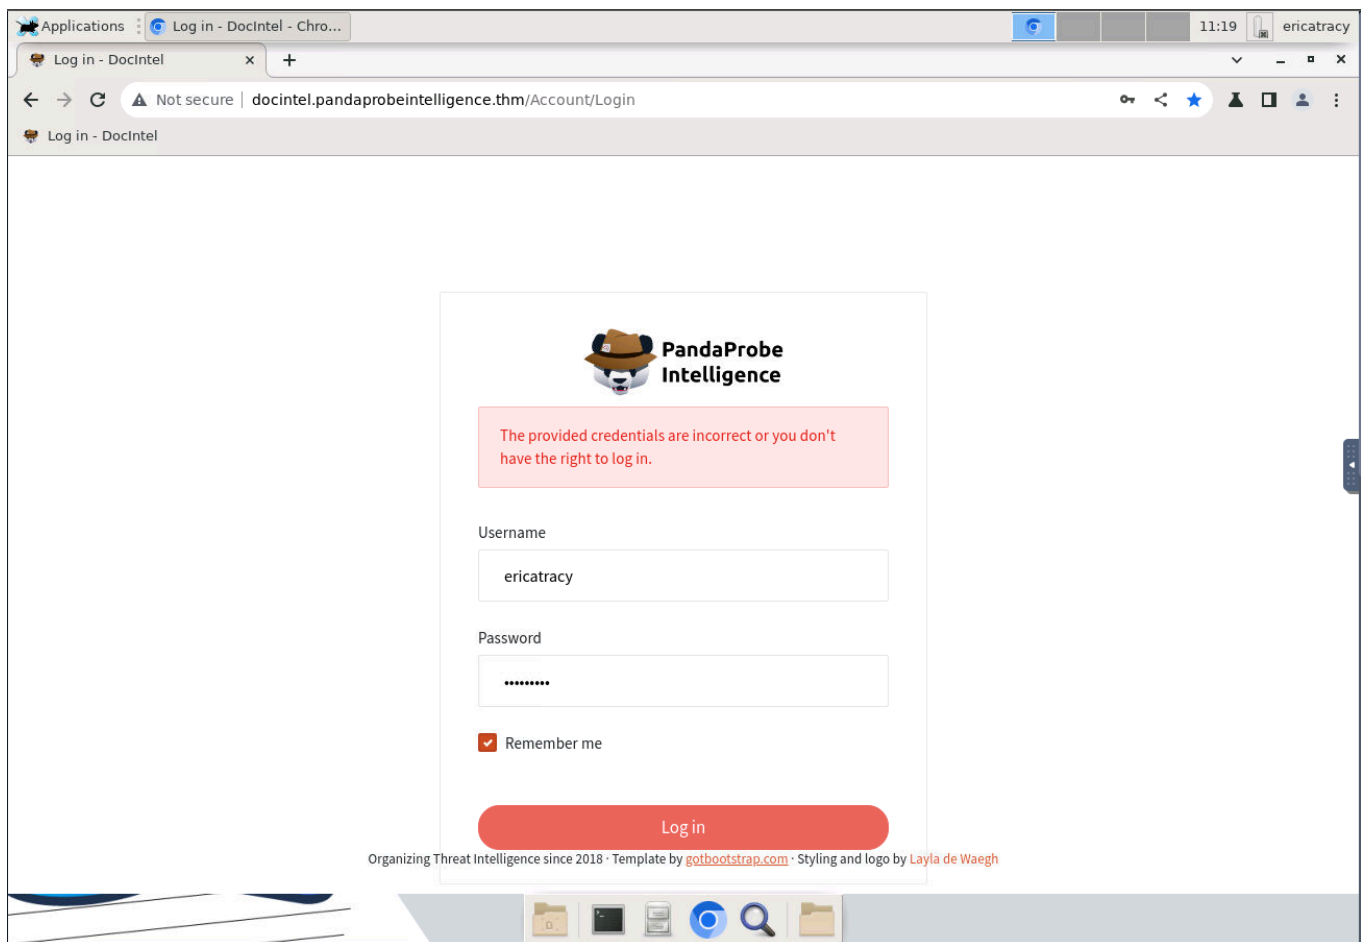 Applications Log in - DocIntel - Chro... 11:19 ericatracy
Log in - DocIntel
Not secure docintel.pandaprobeintelligence.thm/Account/Login
Log in - DocIntel
PandaProbe
Intelligence
The provided credentials are incorrect or you don't
have the right to log in.
Username
ericatracy
Password
•••••••••
Remember me
Log in
Organizing Threat Intelligence since 2018 · Template by gotbootstrap.com · Styling and logo by Layla de Waegh